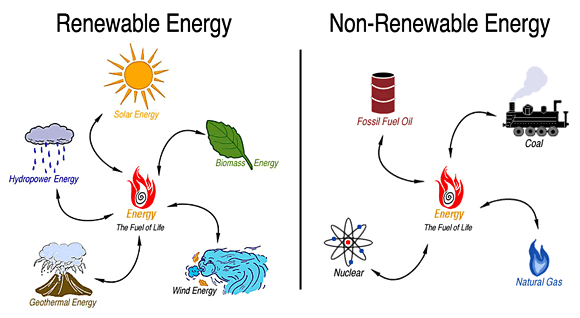 Renewable Energy
Solar Energy
Hydropower Energy
Biomass Energy
Energy
The Fuel of Life
Geothermal Energy
Wind Energy
Non-Renewable Energy
Fossil Fuel Oil
Coal
Energy
The Fuel of Life
Nuclear
Natural Gas